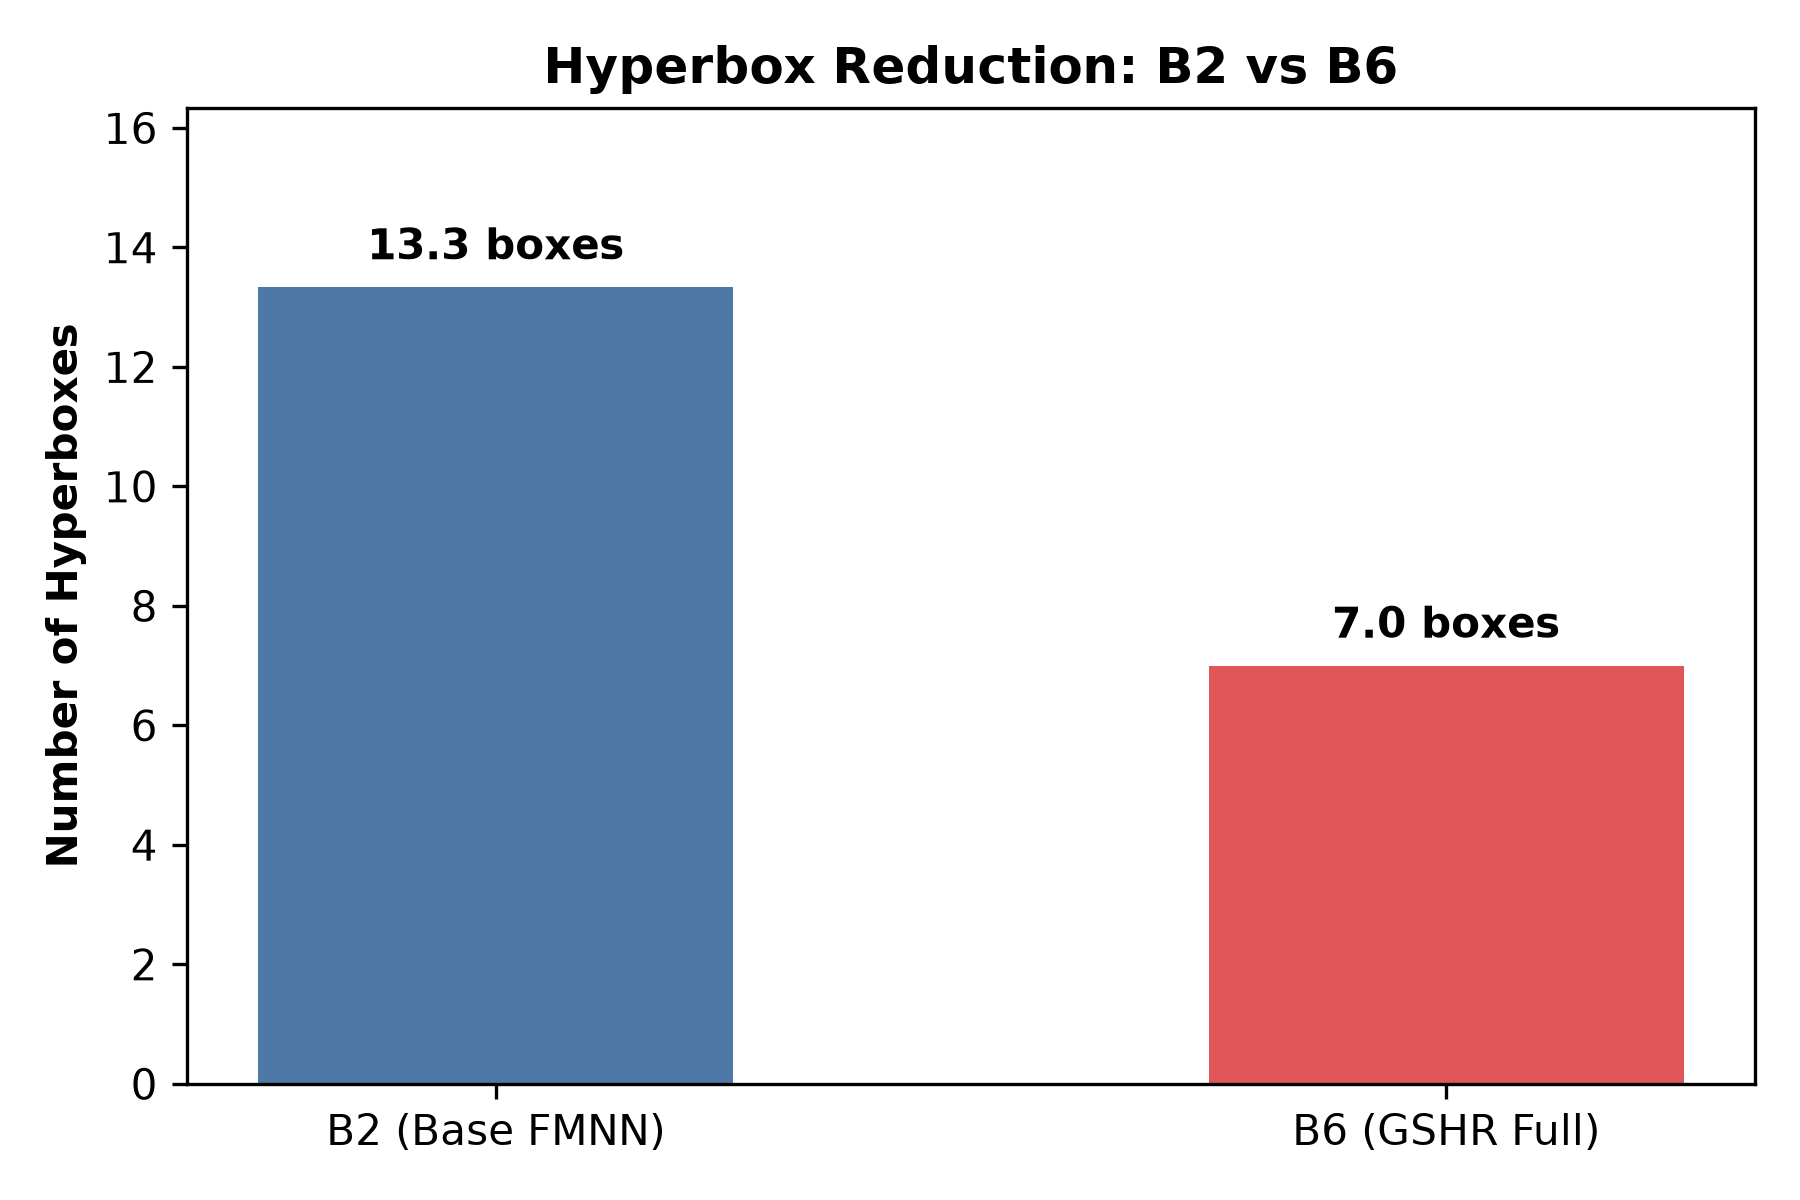 Hyperbox Reduction: B2 vs B6
Number of Hyperboxes
16
14
12
10
8
6
4
2
0
13.3 boxes
7.0 boxes
B2 (Base FMNN)
B6 (GSHR Full)